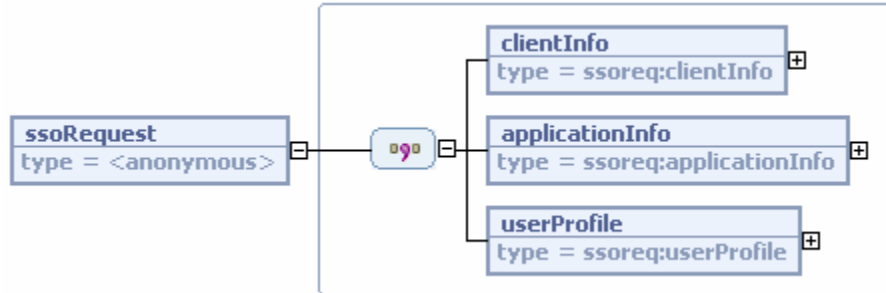 clientInfo
type = ssoreq:clientInfo
ssoRequest
type = <anonymous>
","
applicationInfo
type = ssoreq:applicationInfo
userProfile
type = ssoreq:userProfile